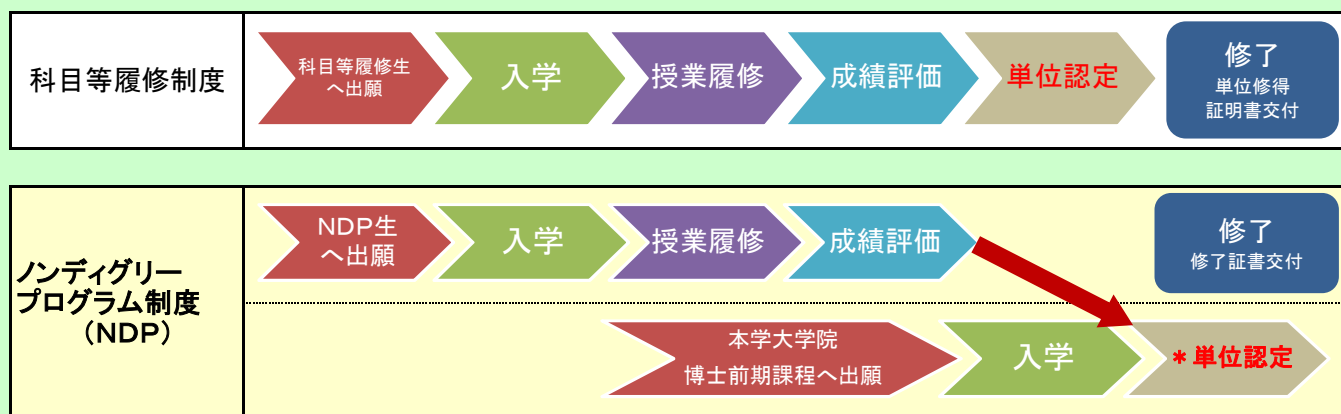 科目等履修制度
科目等履修生
へ出願
入学
授業履修
成績評価
単位認定
修了
単位修得
証明書交付
ノンディグリー
プログラム制度
(NDP)
NDP生
へ出願
入学
授業履修
成績評価
修了
修了証書交付
本学大学院
博士前期課程へ出願
入学
*単位認定